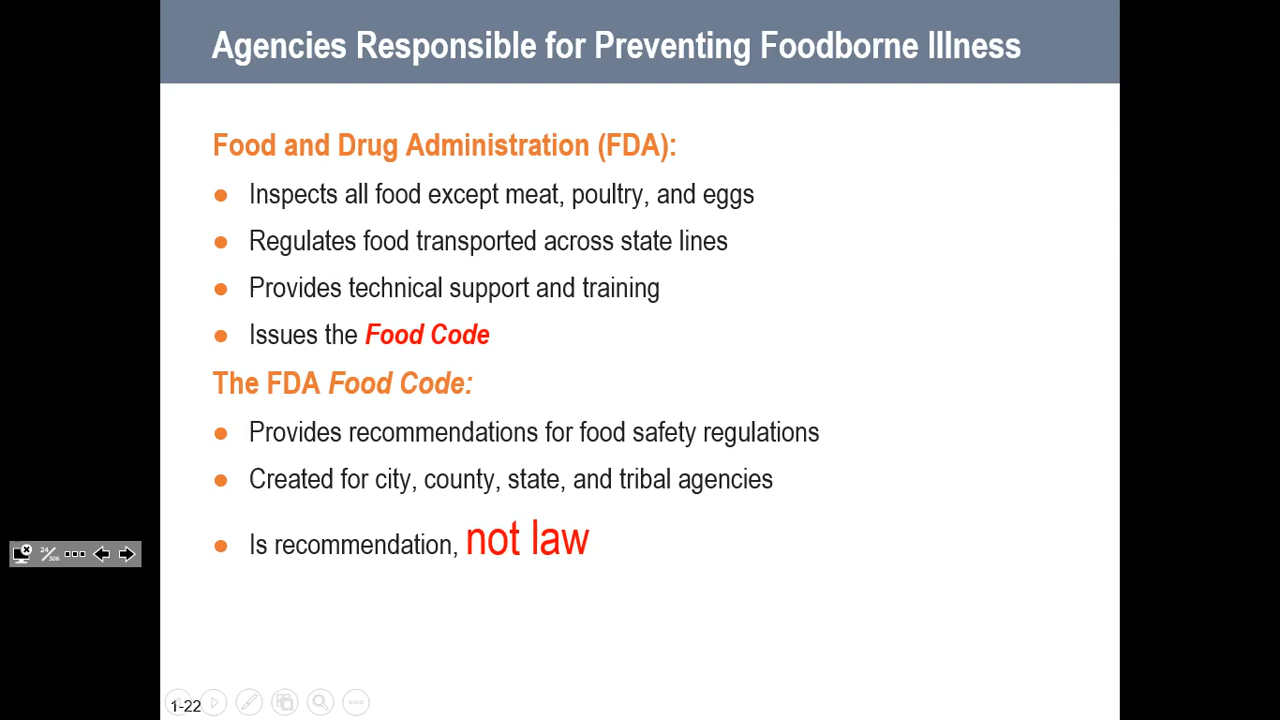 Agencies Responsible for Preventing Foodborne Illness
Food and Drug Administration (FDA):
● Inspects all food except meat, poultry, and eggs
● Regulates food transported across state lines
● Provides technical support and training
● Issues the Food Code
The FDA Food Code:
● Provides recommendations for food safety regulations
● Created for city, county, state, and tribal agencies
● Is recommendation, not law
24/306
1-22